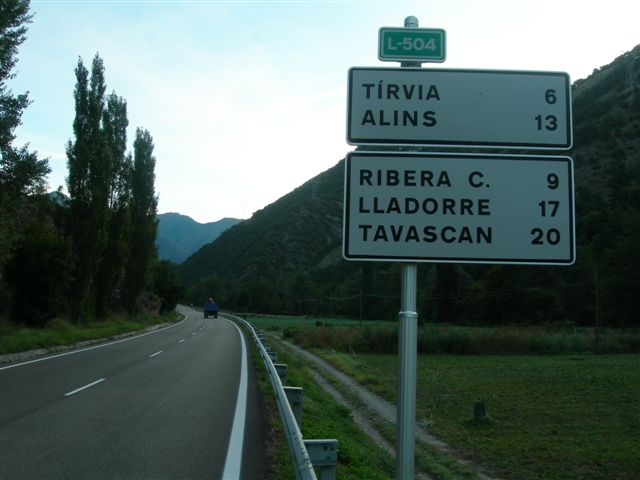 L-504
TÍRVIA 6
ALINS 13
RIBERA C. 9
LLADORRE 17
TAVASCAN 20